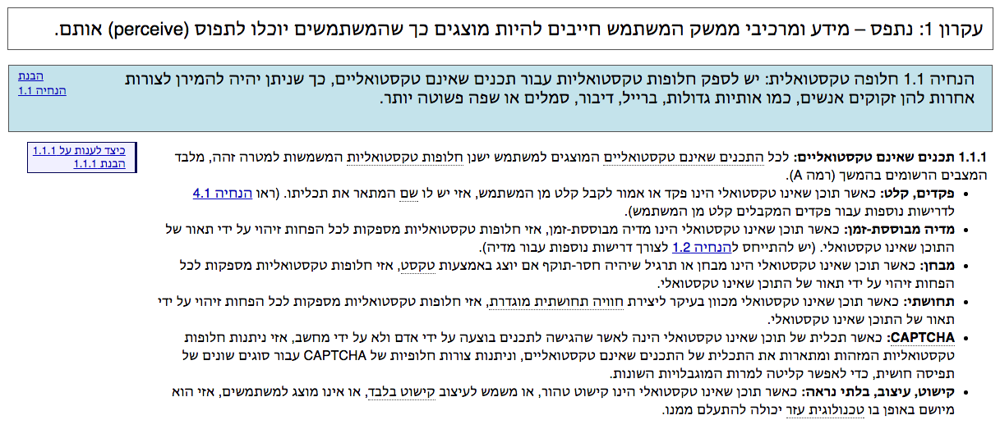 עקרון 1: נתפס – מידע ומרכיבי ממשק המשתמש חייבים להיות מוצגים כך שהמשתמשים יוכלו לתפוס (perceive) אותם.
הנחיה 1.1 חלופה טקסטואלית: יש לספק חלופות טקסטואליות עבור תכנים שאינם טקסטואליים, כך שניתן יהיה להמירן לצורות
אחרות להן זקוקים אנשים, כמו אותיות גדולות, ברייל, דיבור, סמלים או שפה פשוטה יותר.
הבנת
הנחיה 1.1
1.1.1 תכנים שאינם טקסטואליים: לכל התכנים שאינם טקסטואליים המוצגים למשתמש ישנן חלופות טקסטואליות המשמשות למטרה זהה, מלבד
המצבים הרשומים בהמשך (רמה A).
כיצד לענות על 1.1.1
הבנת 1.1.1
• פקדים, קלט: כאשר תוכן שאינו טקסטואלי הינו פקד או אמור לקבל קלט מן המשתמש, אזי יש לו שם המתאר את תכליתו. (ראו הנחיה 4.1
לדרישות נוספות עבור פקדים המקבלים קלט מן המשתמש).
• מדיה מבוססת-זמן: כאשר תוכן שאינו טקסטואלי הינו מדיה מבוססת-זמן, אזי חלופות טקסטואליות מספקות לכל הפחות זיהוי על ידי תאור של
התוכן שאינו טקסטואלי. (יש להתייחס להנחיה 1.2 לצורך דרישות נוספות עבור מדיה).
• מבחן: כאשר תוכן שאינו טקסטואלי הינו מבחן או תרגיל שיהיה חסר-תוקף אם יוצג באמצעות טקסט, אזי חלופות טקסטואליות מספקות לכל
הפחות זיהוי על ידי תאור של התוכן שאינו טקסטואלי.
• תחושתי: כאשר תוכן שאינו טקסטואלי מכוון בעיקר ליצירת חוויה תחושתית מוגדרת, אזי חלופות טקסטואליות מספקות לכל הפחות זיהוי על ידי
תאור של התוכן שאינו טקסטואלי.
• CAPTCHA: כאשר תכלית של תוכן שאינו טקסטואלי הינה לאשר שהגישה לתכנים בוצעה על ידי אדם ולא על ידי מחשב, אזי ניתנות חלופות
טקסטואליות המזהות ומתארות את התכלית של התכנים שאינם טקסטואליים, וניתנות צורות חלופיות של CAPTCHA עבור סוגים שונים של
תפיסה חושית, כדי לאפשר קליטה למרות המוגבלויות השונות.
• קישוט, עיצוב, בלתי נראה: כאשר תוכן שאינו טקסטואלי הינו קישוט טהור, או משמש לעיצוב קישוט בלבד, או אינו מוצג למשתמשים, אזי הוא
מיושם באופן בו טכנולוגית עזר יכולה להתעלם ממנו.